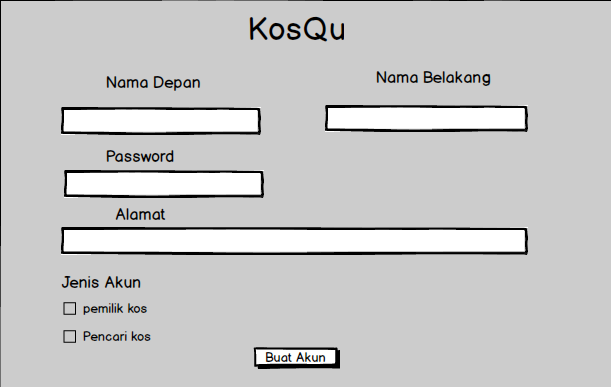 KosQu
Nama Depan
Nama Belakang
Password
Alamat
Jenis Akun
pemilik kos
Pencari kos
Buat Akun